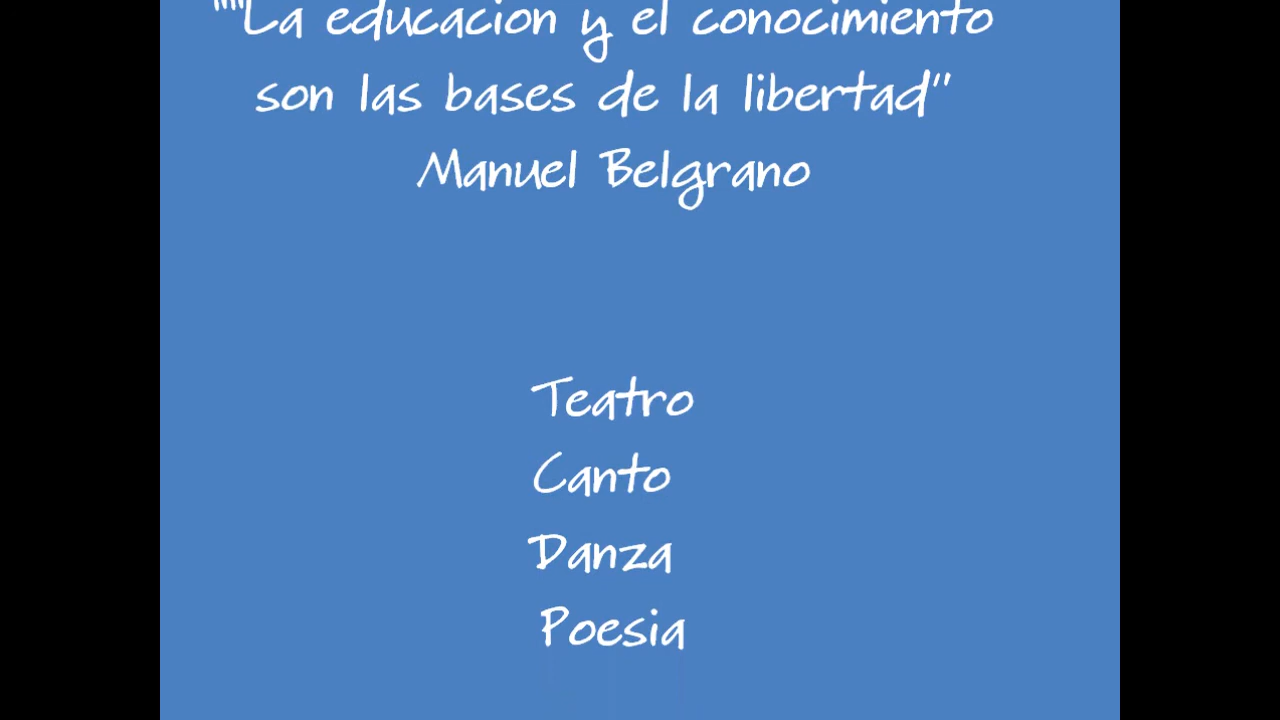 ""La educacion y el conocimiento
son las bases de la libertad"
Manuel Belgrano
Teatro
Canto
Danza
Poesia